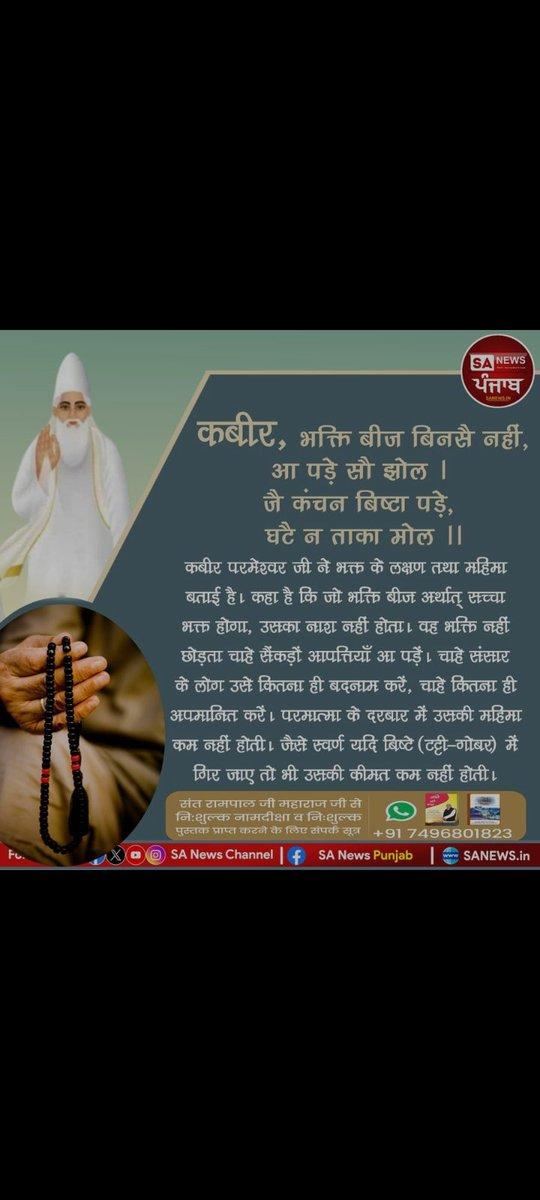 SA NEWS
ਪੰਜਾਬ
SANEWS.IN
कबीर, भक्ति बीज बिनसै नहीं,
आ पड़े सौ झोल ।
जै कंचन बिष्टा पड़े,
घटै न ताका मोल ।।
कबीर परमेश्वर जी ने भक्त के लक्षण तथा महिमा
बताई है। कहा है कि जो भक्ति बीज अर्थात् सच्चा
भक्त होगा, उसका नाश नहीं होता। वह भक्ति नहीं
छोड़ता चाहे सैंकड़ों आपत्तियाँ आ पड़ें। चाहे संसार
के लोग उसे कितना ही बदनाम करें, चाहे कितना ही
अपमानित करें। परमात्मा के दरबार में उसकी महिमा
कम नहीं होती। जैसे स्वर्ण यदि बिष्टे (टट्टी-गोबर) में
गिर जाए तो भी उसकी कीमत कम नहीं होती।
संत रामपाल जी महाराज जी से
निःशुल्क नामदीक्षा व निःशुल्क
पुस्तक प्राप्त करने के लिए संपर्क सूत्र
+91 7496801823
SA News Channel | SA News Punjab | SANEWS.in